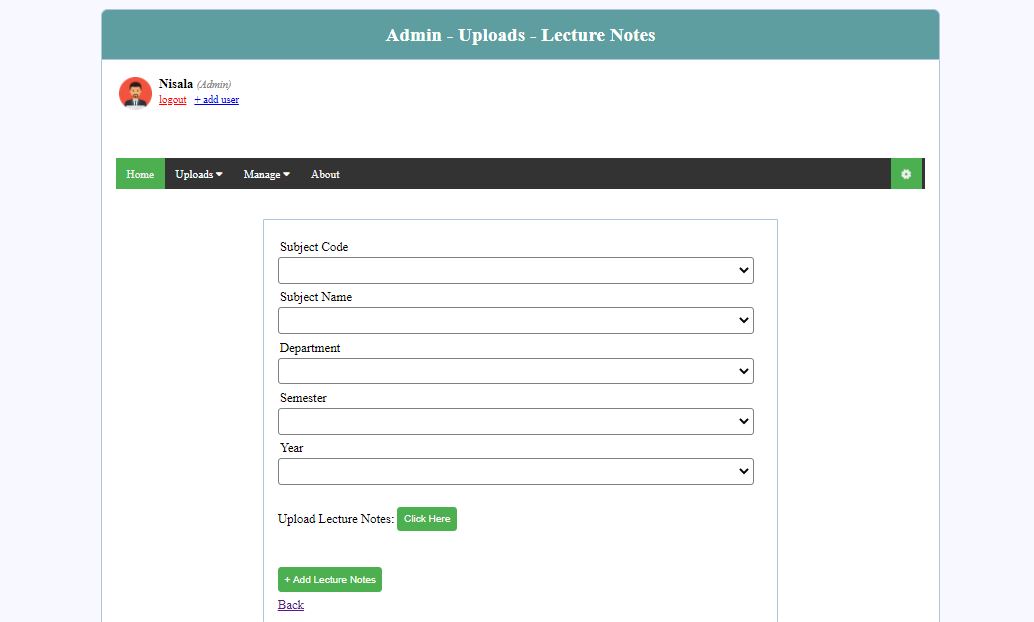 Admin - Uploads - Lecture Notes
Nisala (Admin)
logout + add user
Home Uploads Manage About
Subject Code
Subject Name
Department
Semester
Year
Upload Lecture Notes: Click Here
+ Add Lecture Notes
Back